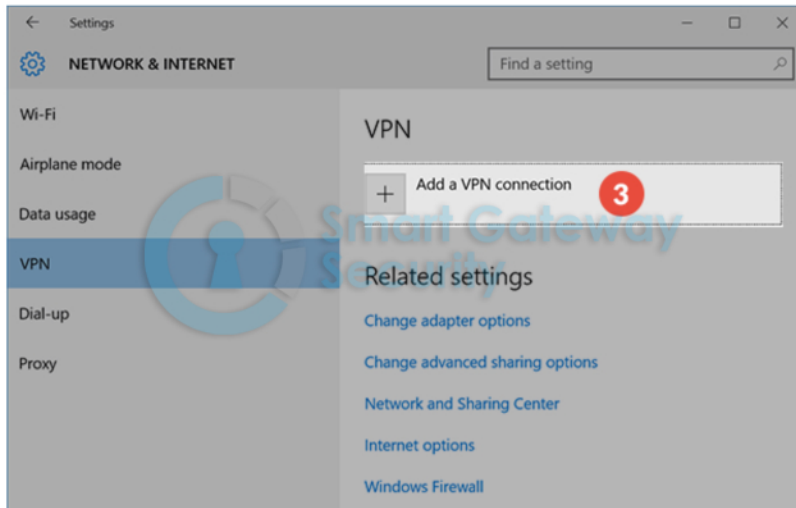 Settings
NETWORK & INTERNET
Find a setting
Wi-Fi
Airplane mode
Data usage
VPN
Dial-up
Proxy
VPN
Add a VPN connection
3
Smart Gateway
Security
Related settings
Change adapter options
Change advanced sharing options
Network and Sharing Center
Internet options
Windows Firewall